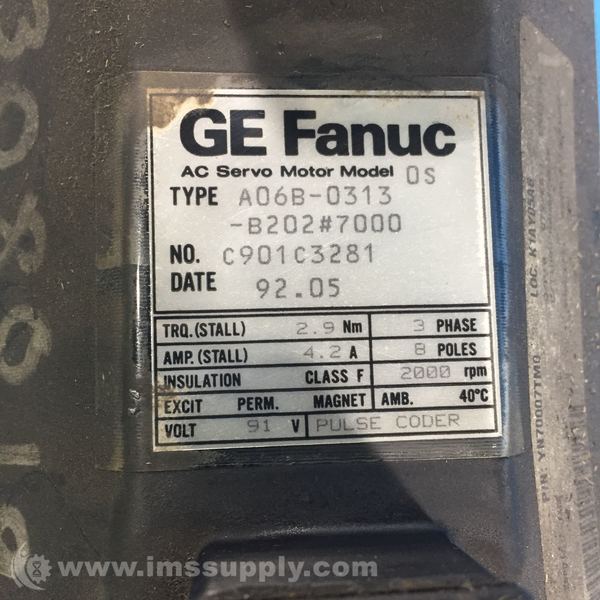 GE Fanuc
AC Servo Motor Model 0S
TYPE A06B-0313
-B202#7000
NO. C901C3281
DATE 92.05
TRQ.(STALL) 2.9 Nm 3 PHASE
AMP.(STALL) 4.2 A 8 POLES
INSULATION CLASS F 2000 rpm
EXCIT PERM. MAGNET AMB. 40°C
VOLT 91 V PULSE CODER
www.imssupply.com